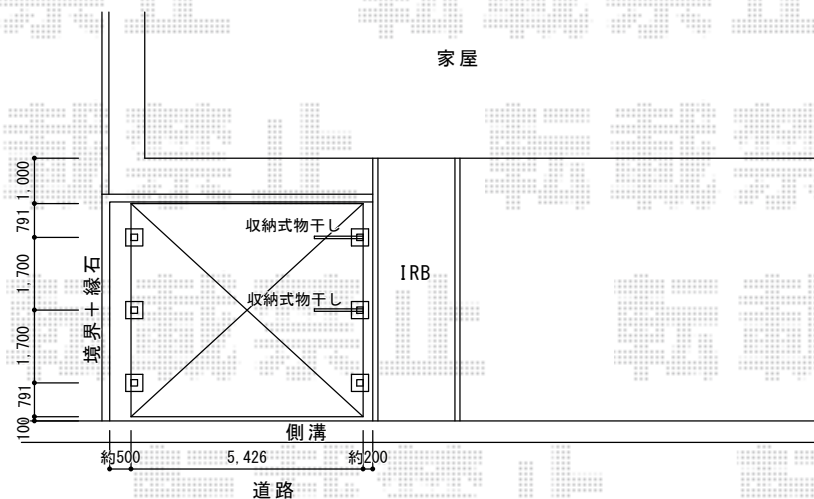 家屋
1,000
791
収納式物干し
1,700
IRB
境界＋縁石
収納式物干し
1,700
791
100
側溝
約500
5,426
約200
道路